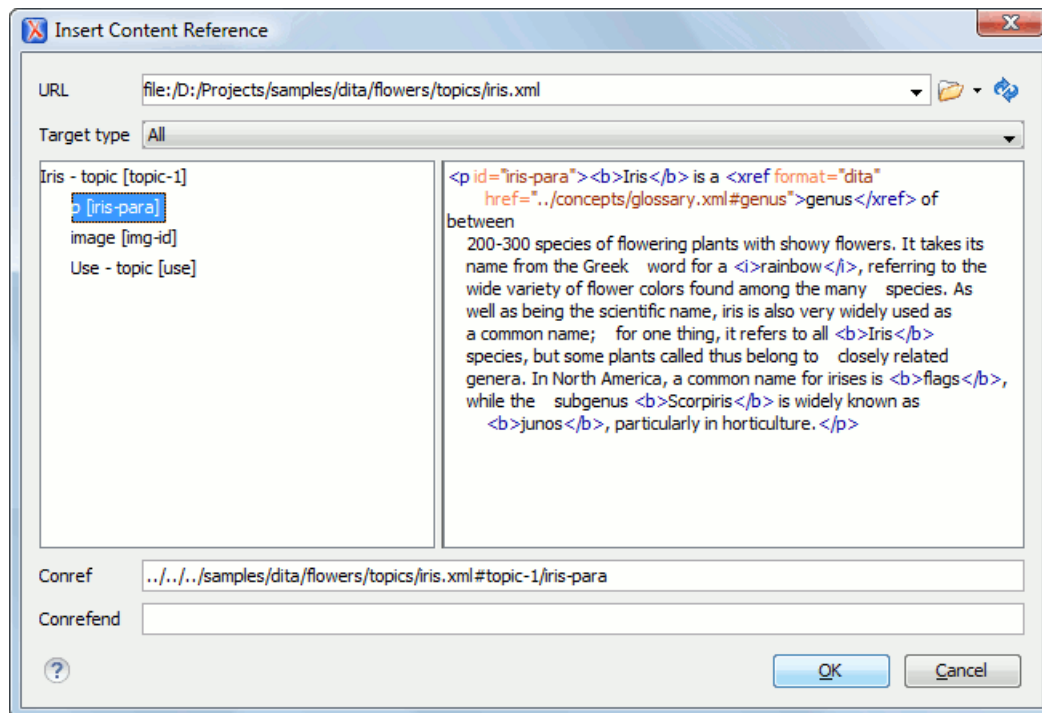 Insert Content Reference
URL
file:/D:/Projects/samples/dita/flowers/topics/iris.xml
Target type
All
Iris - topic [topic-1]
p [iris-para]
image [img-id]
Use - topic [use]
<p id="iris-para"><b>Iris</b> is a <xref format="dita"
href="../concepts/glossary.xml#genus">genus</xref> of
between
200-300 species of flowering plants with showy flowers. It takes its
name from the Greek word for a <i>rainbow</i>, referring to the
wide variety of flower colors found among the many species. As
well as being the scientific name, iris is also very widely used as
a common name; for one thing, it refers to all <b>Iris</b>
species, but some plants called thus belong to closely related
genera. In North America, a common name for irises is <b>flags</b>,
while the subgenus <b>Scorpiris</b> is widely known as
<b>junos</b>, particularly in horticulture.</p>
Conref
../../../samples/dita/flowers/topics/iris.xml#topic-1/iris-para
Conrefend
?
OK
Cancel